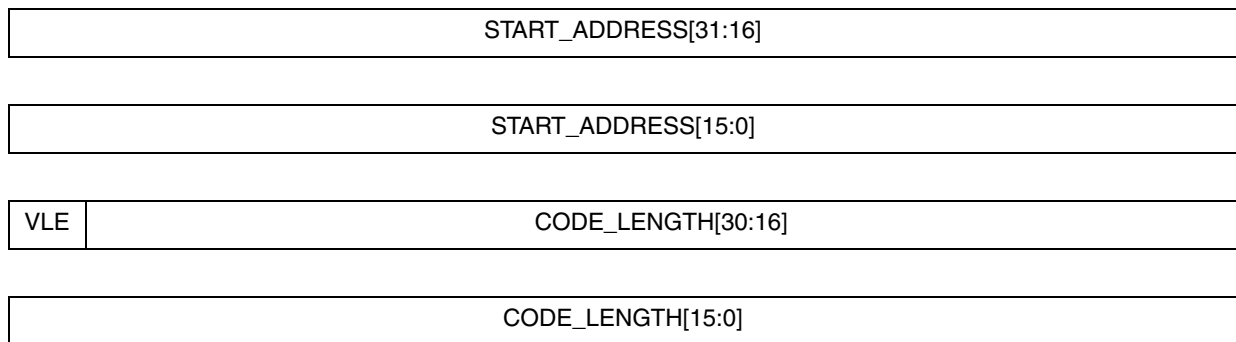 START_ADDRESS[31:16]
START_ADDRESS[15:0]
VLE CODE_LENGTH[30:16]
CODE_LENGTH[15:0]